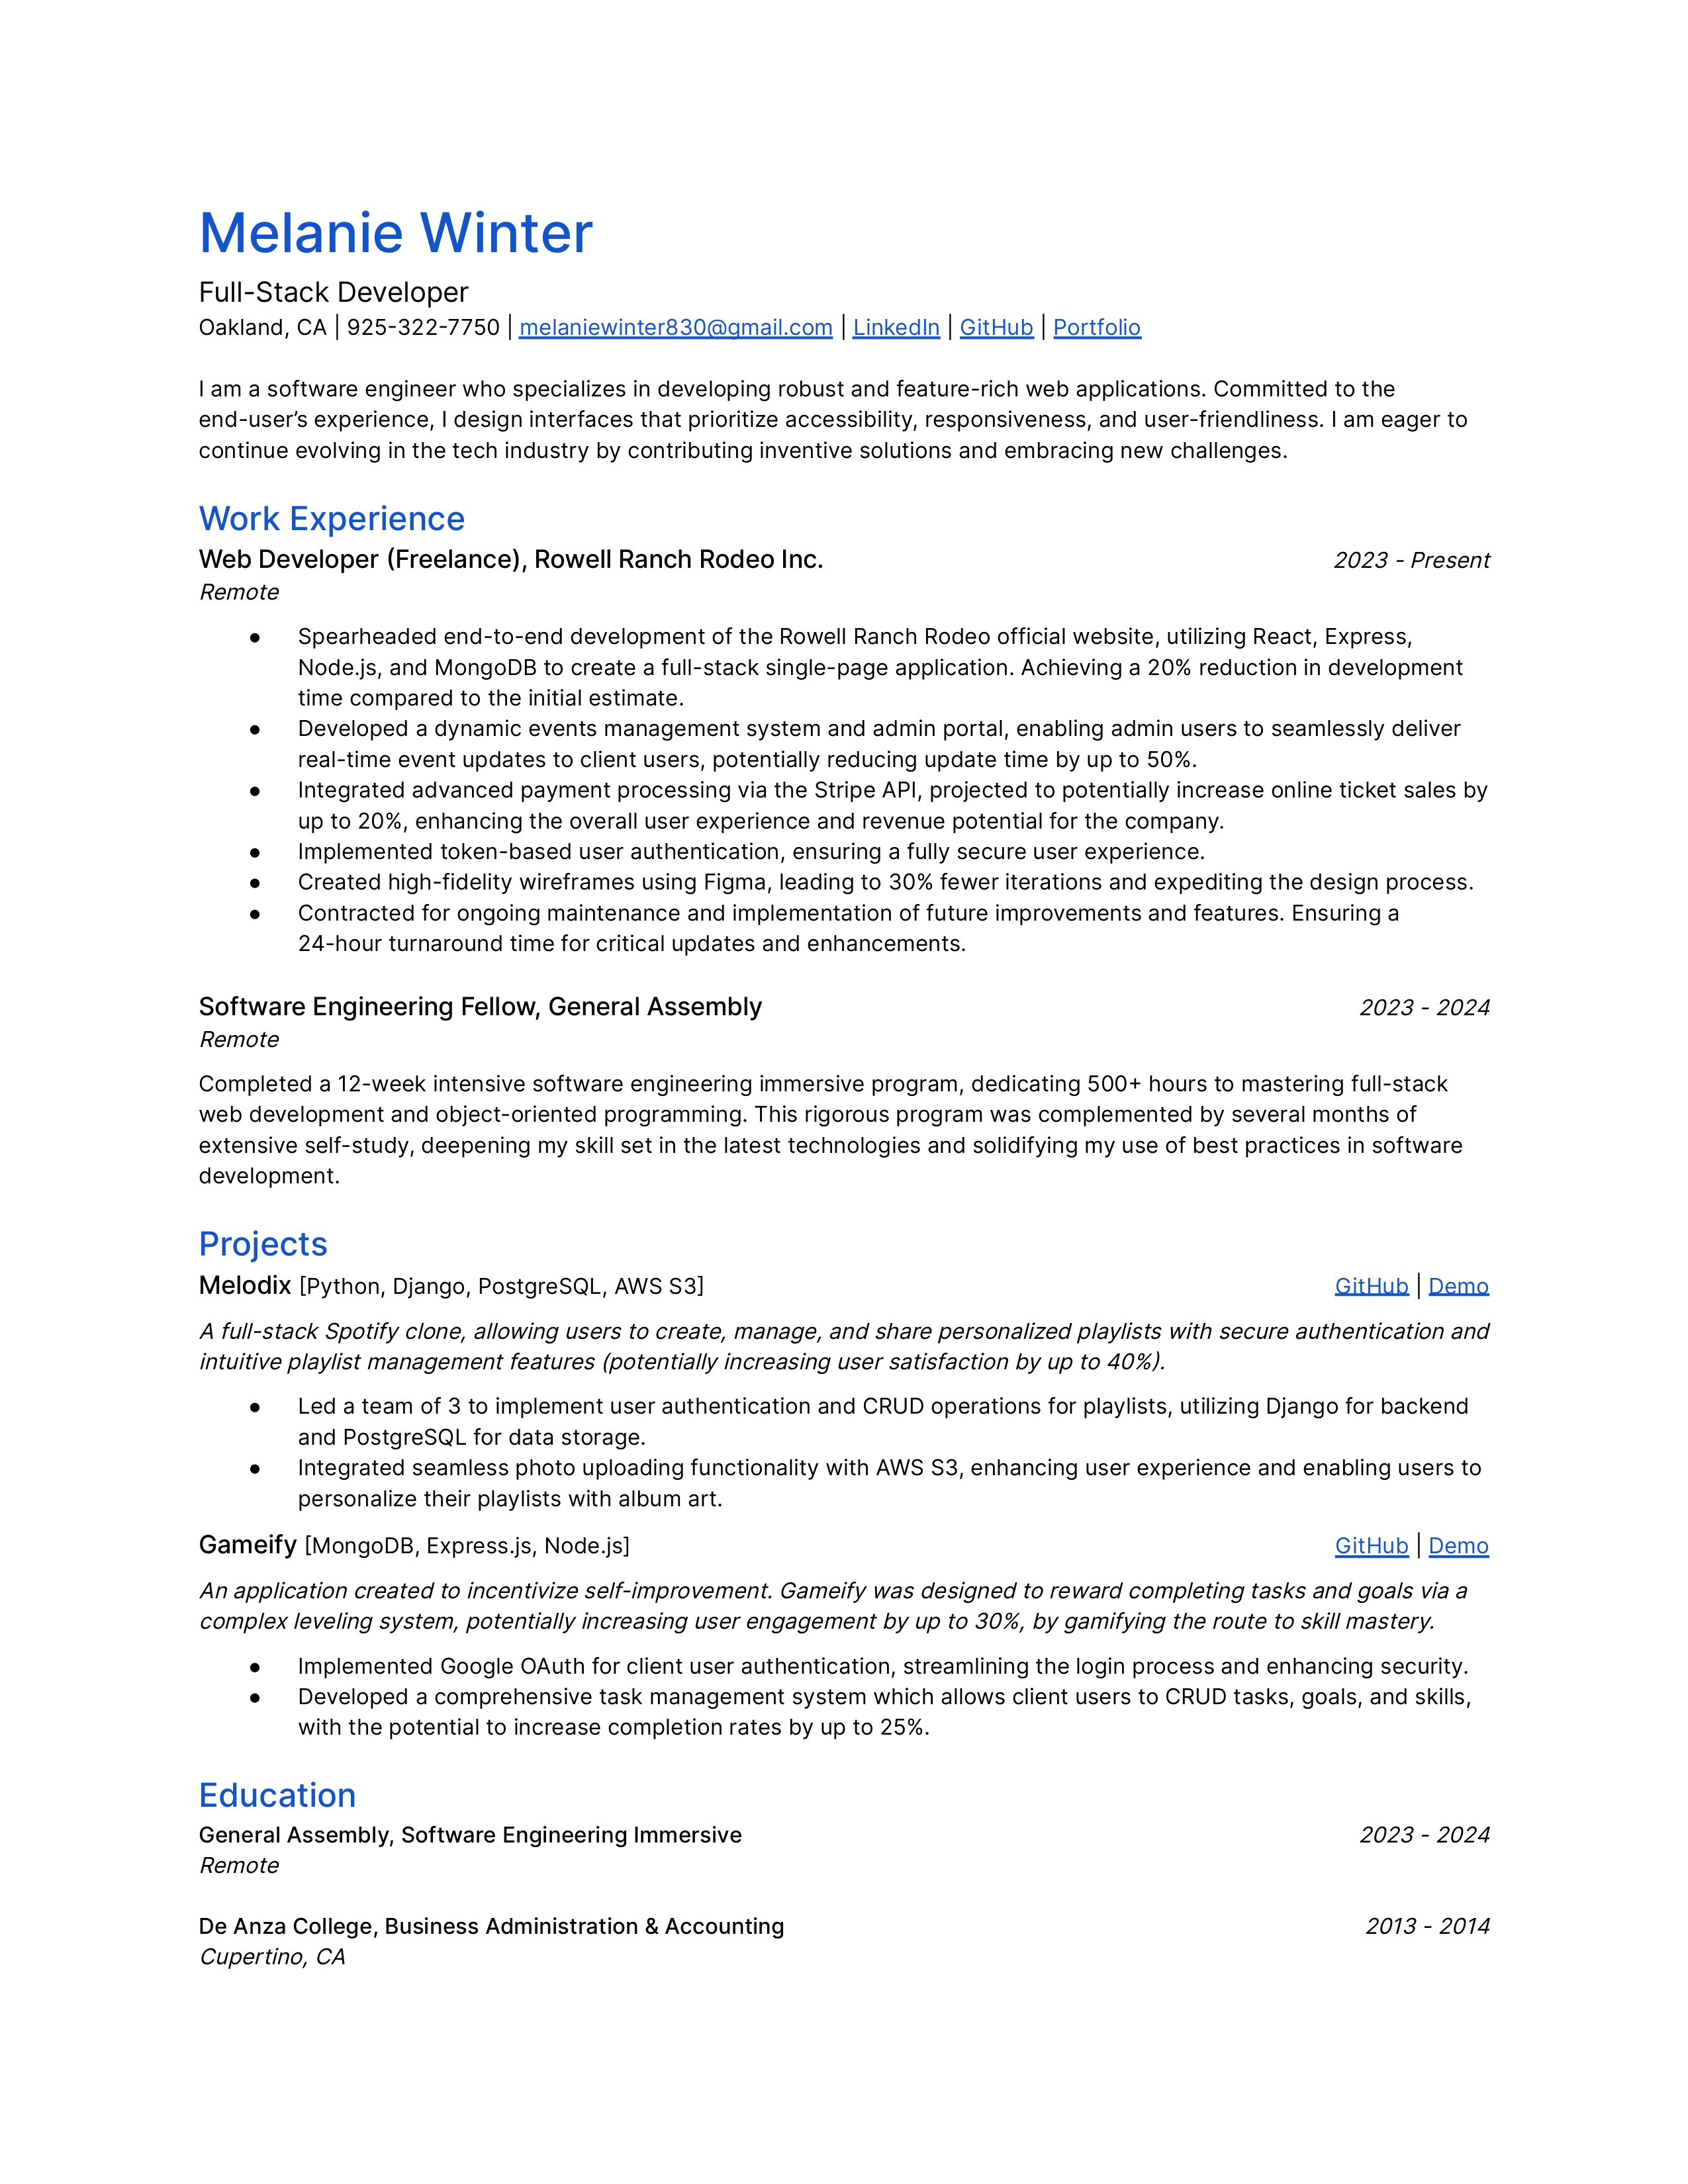 Melanie Winter
Full-Stack Developer
Oakland, CA | 925-322-7750 | melaniewinter830@gmail.com | LinkedIn | GitHub | Portfolio
I am a software engineer who specializes in developing robust and feature-rich web applications. Committed to the
end-user’s experience, I design interfaces that prioritize accessibility, responsiveness, and user-friendliness. I am eager to
continue evolving in the tech industry by contributing inventive solutions and embracing new challenges.
Work Experience
Web Developer (Freelance), Rowell Ranch Rodeo Inc. 2023 - Present
Remote
● Spearheaded end-to-end development of the Rowell Ranch Rodeo official website, utilizing React, Express,
Node.js, and MongoDB to create a full-stack single-page application. Achieving a 20% reduction in development
time compared to the initial estimate.
● Developed a dynamic events management system and admin portal, enabling admin users to seamlessly deliver
real-time event updates to client users, potentially reducing update time by up to 50%.
● Integrated advanced payment processing via the Stripe API, projected to potentially increase online ticket sales by
up to 20%, enhancing the overall user experience and revenue potential for the company.
● Implemented token-based user authentication, ensuring a fully secure user experience.
● Created high-fidelity wireframes using Figma, leading to 30% fewer iterations and expediting the design process.
● Contracted for ongoing maintenance and implementation of future improvements and features. Ensuring a
24-hour turnaround time for critical updates and enhancements.
Software Engineering Fellow, General Assembly 2023 - 2024
Remote
Completed a 12-week intensive software engineering immersive program, dedicating 500+ hours to mastering full-stack
web development and object-oriented programming. This rigorous program was complemented by several months of
extensive self-study, deepening my skill set in the latest technologies and solidifying my use of best practices in software
development.
Projects
Melodix [Python, Django, PostgreSQL, AWS S3] GitHub | Demo
A full-stack Spotify clone, allowing users to create, manage, and share personalized playlists with secure authentication and
intuitive playlist management features (potentially increasing user satisfaction by up to 40%).
● Led a team of 3 to implement user authentication and CRUD operations for playlists, utilizing Django for backend
and PostgreSQL for data storage.
● Integrated seamless photo uploading functionality with AWS S3, enhancing user experience and enabling users to
personalize their playlists with album art.
Gameify [MongoDB, Express.js, Node.js] GitHub | Demo
An application created to incentivize self-improvement. Gameify was designed to reward completing tasks and goals via a
complex leveling system, potentially increasing user engagement by up to 30%, by gamifying the route to skill mastery.
● Implemented Google OAuth for client user authentication, streamlining the login process and enhancing security.
● Developed a comprehensive task management system which allows client users to CRUD tasks, goals, and skills,
with the potential to increase completion rates by up to 25%.
Education
General Assembly, Software Engineering Immersive 2023 - 2024
Remote
De Anza College, Business Administration & Accounting 2013 - 2014
Cupertino, CA